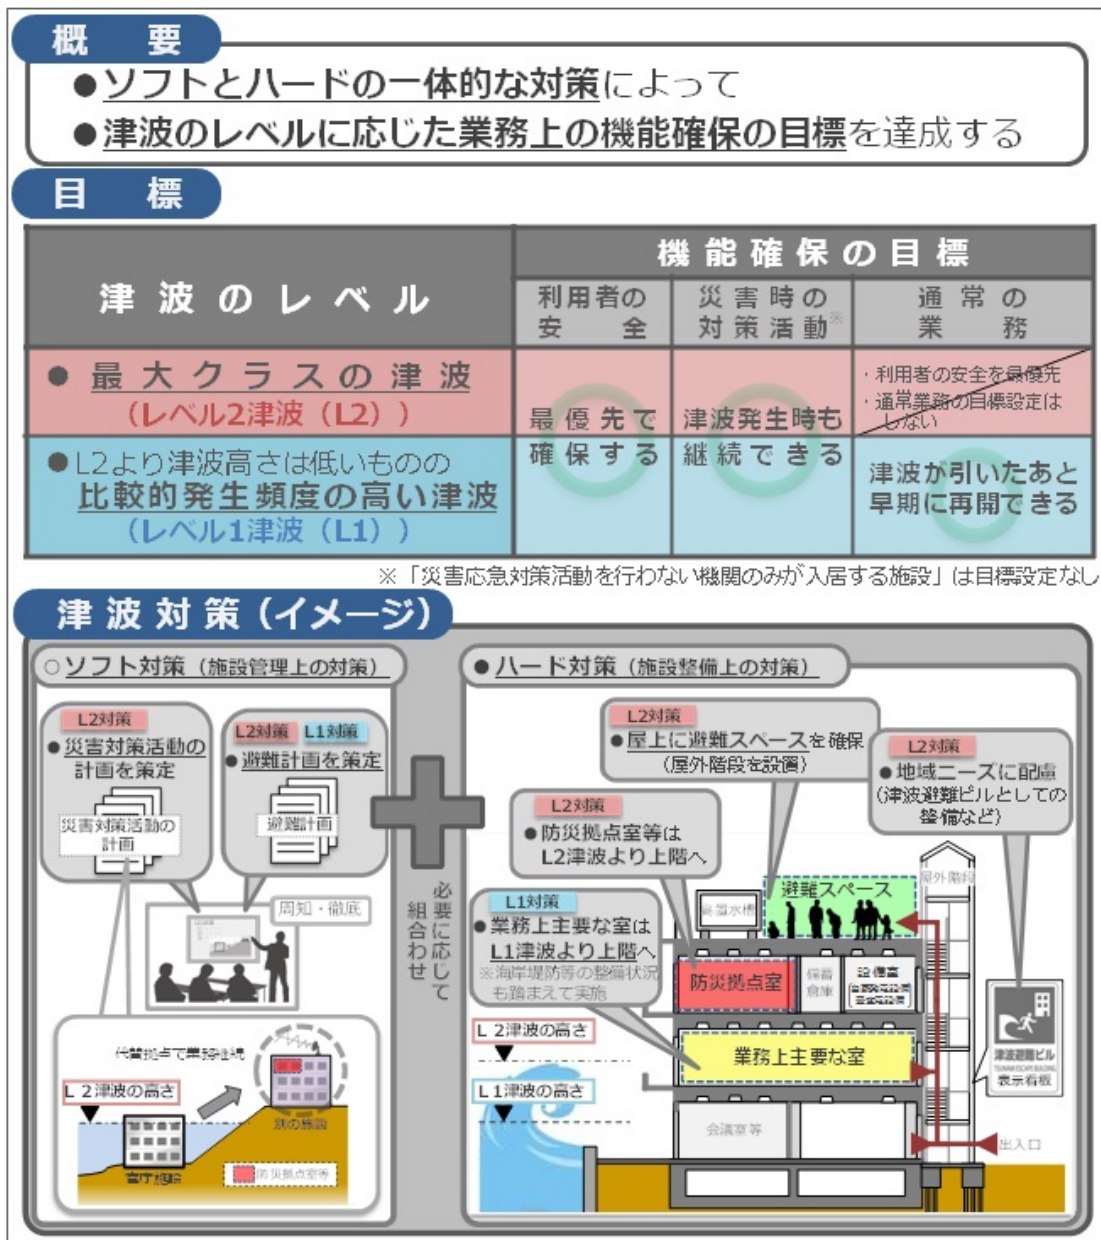 概 要
●ソフトとハードの一体的な対策によって
●津波のレベルに応じた業務上の機能確保の目標を達成する
目 標
津波のレベル
機能確保の目標
利用者の
安 全
災害時の
対策活動※
通常の
業 務
● 最大クラスの津波
(レベル2津波(L2))
最優先で
確保する
津波発生時も
継続できる
・利用者の安全を最優先
・通常業務の目標設定は
しない
●L2より津波高さは低いものの
比較的発生頻度の高い津波
(レベル1津波(L1))
津波が引いたあと
早期に再開できる
※「災害応急対策活動を行わない機関のみが入居する施設」は目標設定なし
津波対策(イメージ)
○ソフト対策(施設管理上の対策)
L2対策
●災害対策活動の
計画を策定
災害対策活動の
計画
L2対策 L1対策
●避難計画を策定
避難計画
周知・徹底
代替拠点で業務継続
L2津波の高さ
別の施設
官庁施設
防災拠点室等
必要に応じて
組合わせ
●ハード対策(施設整備上の対策)
L2対策
●屋上に避難スペースを確保
(屋外階段を設置)
L2対策
●地域ニーズに配慮
(津波避難ビルとしての
整備など)
L2対策
●防災拠点室等は
L2津波より上階へ
L1対策
●業務上主要な室は
L1津波より上階へ
※海岸堤防等の整備状況
も踏まえて実施
高置水槽
避難スペース
屋外階段
防災拠点室
備蓄
倉庫
設備室
L2津波の高さ
業務上主要な室
L1津波の高さ
会議室等
津波避難ビル
TSUNAMI ESCAPE BUILDING
表示看板
出入口